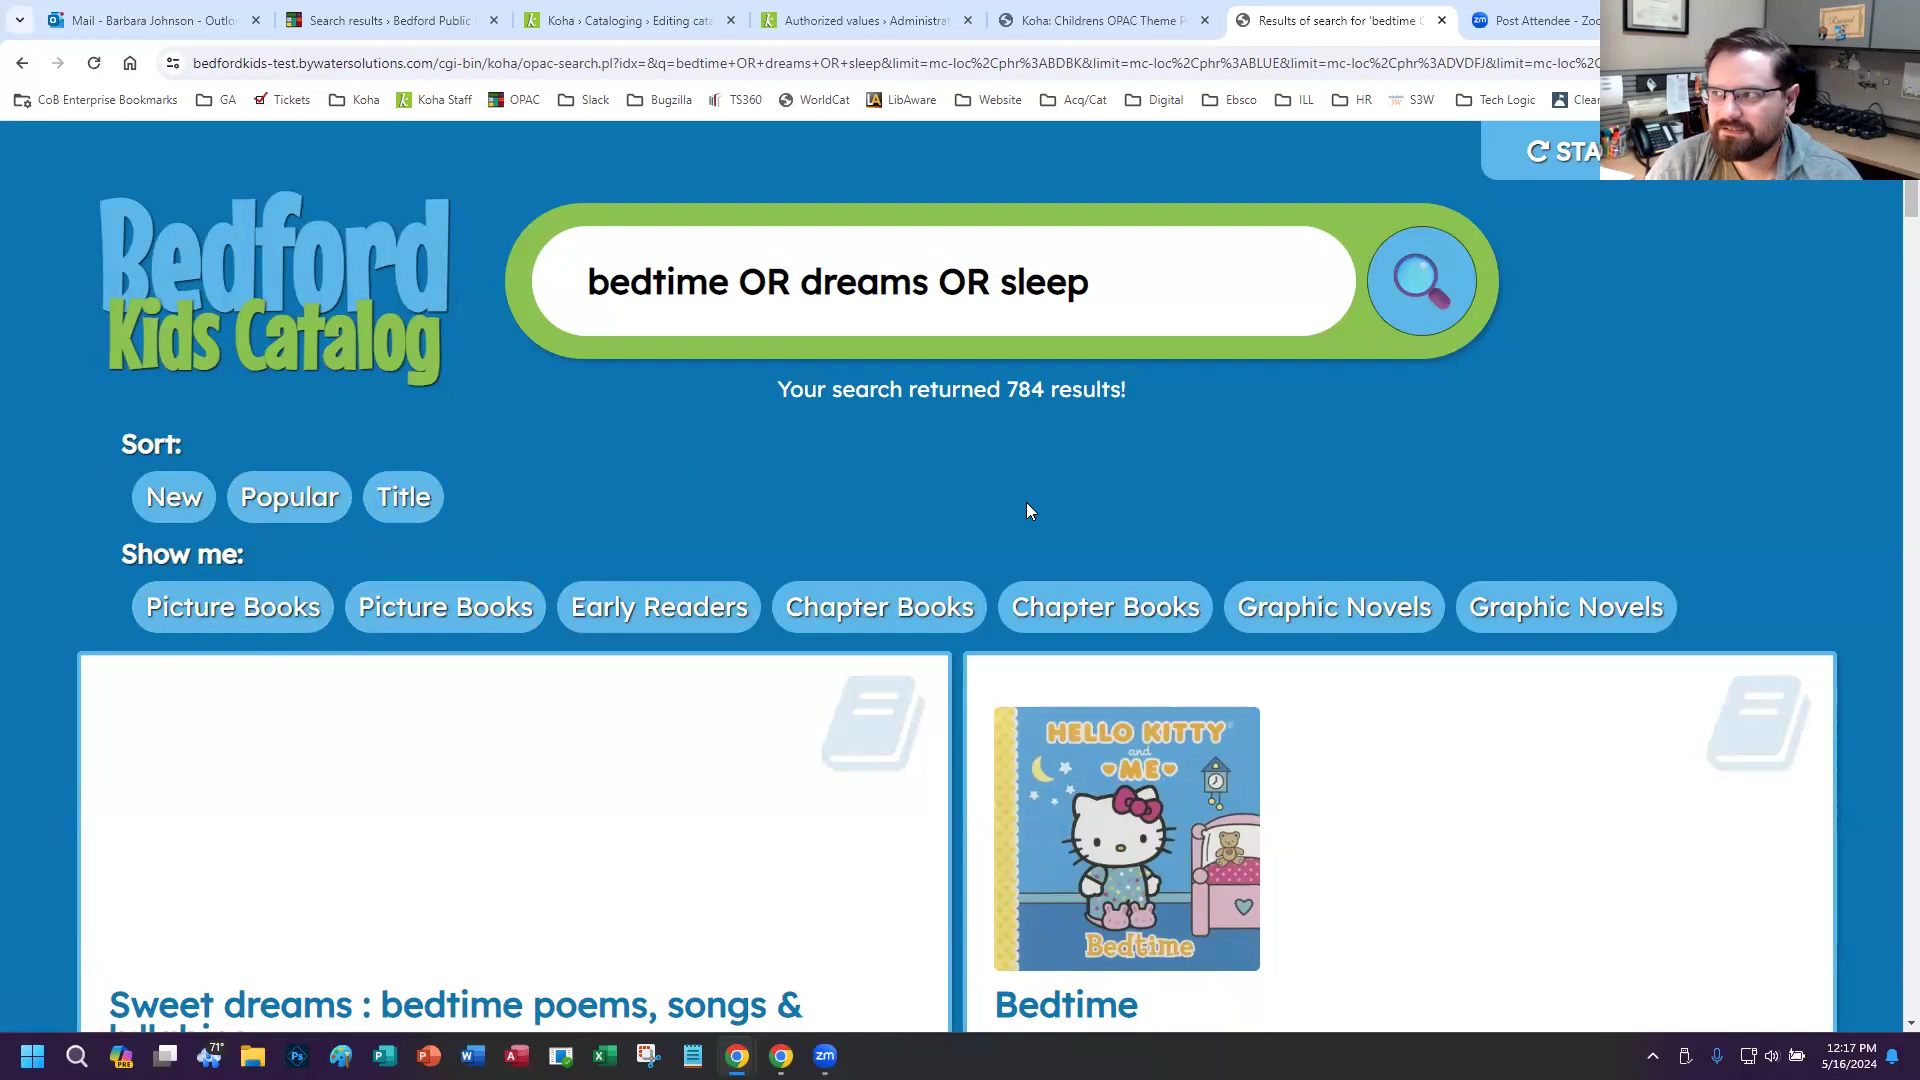 Mail - Barbara Johnson - Outlo
Search results › Bedford Public
Koha › Cataloging › Editing cata
Authorized values › Administrat
Koha: Childrens OPAC Theme P
Results of search for 'bedtime O
zm
Post Attendee - Zoo
bedfordkids-test.bywatersolutions.com/cgi-bin/koha/opac-search.pl?idx=&q=bedtime+OR+dreams+OR+sleep&limit=mc-loc%2Cphr%3ABDBK&limit=mc-loc%2Cphr%3ABLUE&limit=mc-loc%2Cphr%3ADVDFJ&limit=mc-loc%2C
CoB Enterprise Bookmarks
GA
Tickets
Koha
Koha Staff
OPAC
Slack
Bugzilla
TS360
WorldCat
LibAware
Website
Acq/Cat
Digital
Ebsco
ILL
HR
S3W
Tech Logic
Clear
STA
Bedford
Kids Catalog
bedtime OR dreams OR sleep
Your search returned 784 results!
Sort:
New
Popular
Title
Show me:
Picture Books
Picture Books
Early Readers
Chapter Books
Chapter Books
Graphic Novels
Graphic Novels
HELLO KITTY
and
ME
Bedtime
Sweet dreams : bedtime poems, songs &
Bedtime
71°
PRE
zm
12:17 PM
5/16/2024